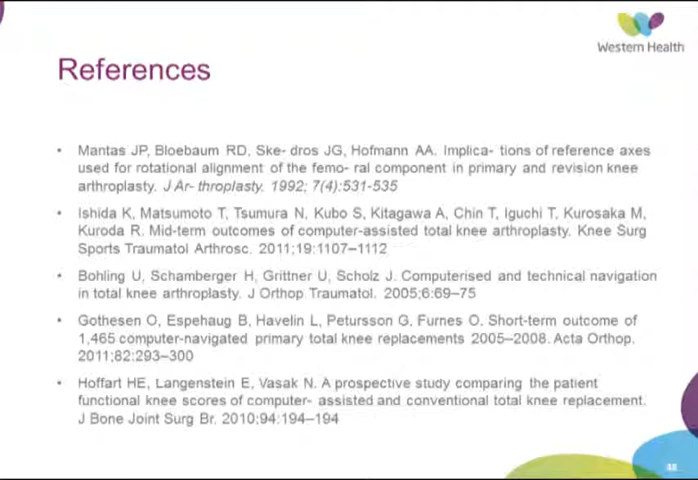 Western Health
References
• Mantas JP, Bloebaum RD, Ske- dros JG, Hofmann AA. Implica- tions of reference axes
used for rotational alignment of the femo- ral component in primary and revision knee
arthroplasty. J Ar- throplasty. 1992; 7(4):531-535
• Ishida K, Matsumoto T, Tsumura N, Kubo S, Kitagawa A, Chin T, Iguchi T, Kurosaka M,
Kuroda R. Mid-term outcomes of computer-assisted total knee arthroplasty. Knee Surg
Sports Traumatol Arthrosc. 2011;19:1107–1112
• Bohling U, Schamberger H, Grittner U, Scholz J. Computerised and technical navigation
in total knee arthroplasty. J Orthop Traumatol. 2005;6:69–75
• Gothesen O, Espehaug B, Havelin L, Petursson G, Furnes O. Short-term outcome of
1,465 computer-navigated primary total knee replacements 2005–2008. Acta Orthop.
2011;82:293–300
• Hoffart HE, Langenstein E, Vasak N. A prospective study comparing the patient
functional knee scores of computer- assisted and conventional total knee replacement.
J Bone Joint Surg Br. 2010;94:194–194
48